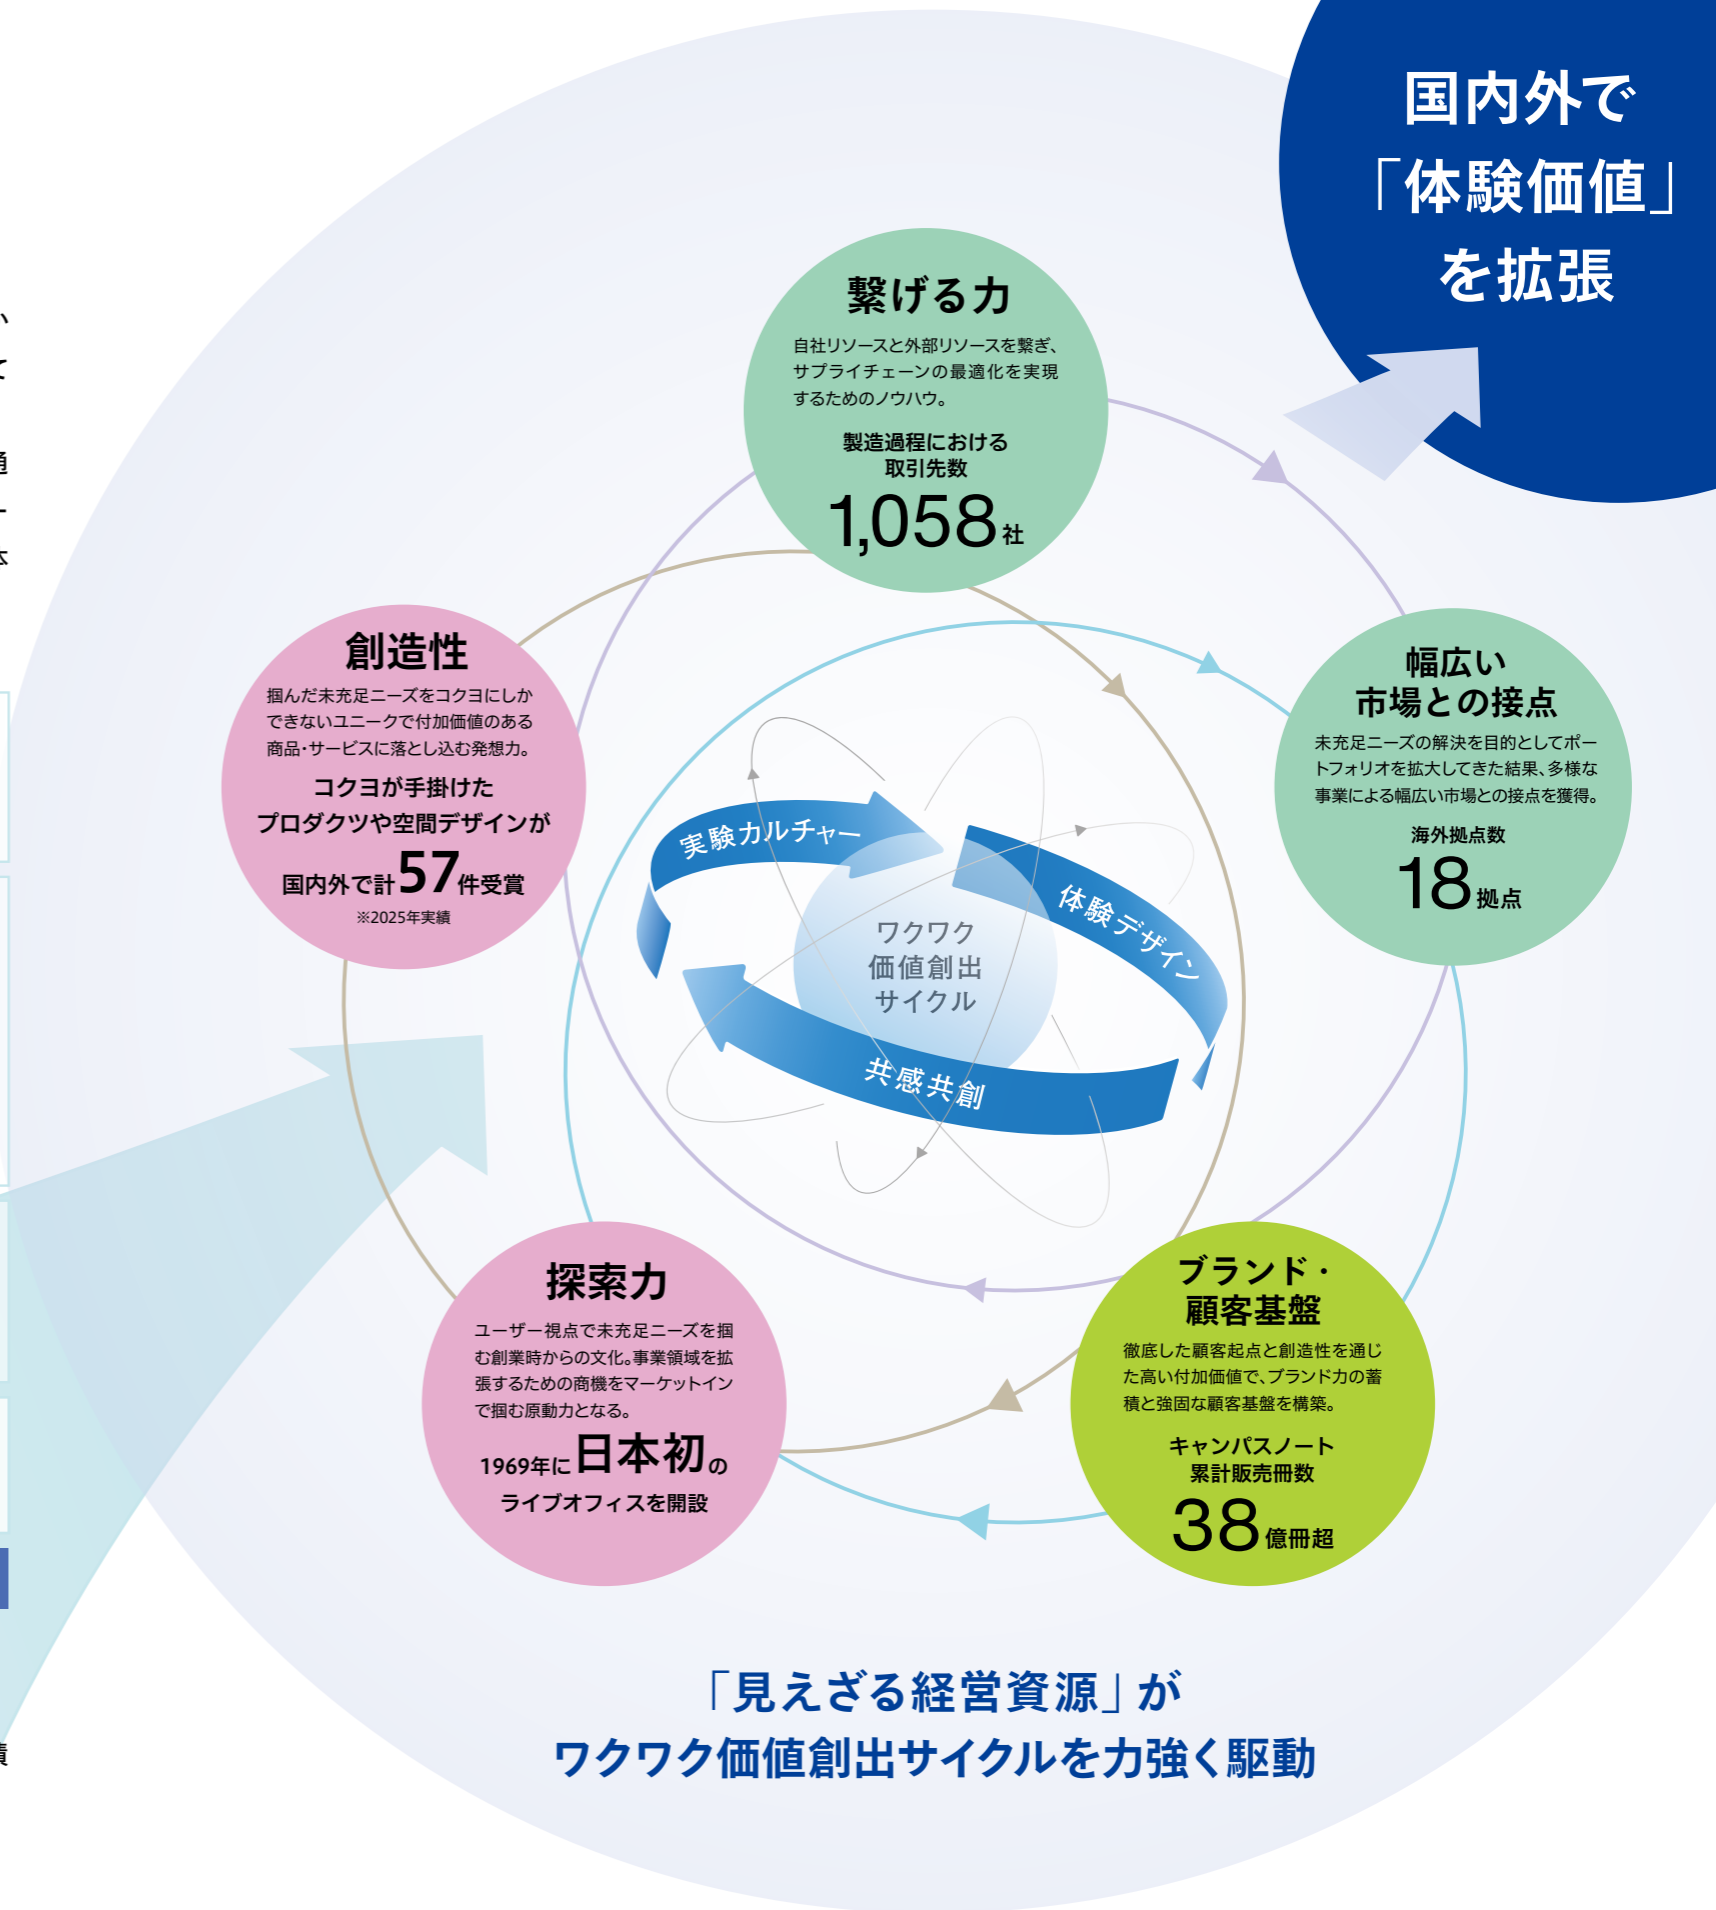 国内外で
「体験価値」
を拡張
繋げる力
自社リソースと外部リソースを繋ぎ、
サプライチェーンの最適化を実現
するためのノウハウ。
製造過程における
取引先数
1,058社
創造性
掴んだ未充足ニーズをコクヨにしか
できないユニークで付加価値のある
商品・サービスに落とし込む発想力。
コクヨが手掛けた
プロダクツや空間デザインが
国内外で計57件受賞
※2025年実績
幅広い
市場との接点
未充足ニーズの解決を目的としてポー
トフォリオを拡大してきた結果、多様な
事業による幅広い市場との接点を獲得。
海外拠点数
18拠点
実験カルチャー
体験デザイン
共感共創
ワクワク
価値創出
サイクル
探索力
ユーザー視点で未充足ニーズを掴
む創業時からの文化。事業領域を拡
張するための商機をマーケットイン
で掴む原動力となる。
1969年に日本初の
ライブオフィスを開設
ブランド・
顧客基盤
徹底した顧客起点と創造性を通じ
た高い付加価値で、ブランド力の蓄
積と強固な顧客基盤を構築。
キャンパスノート
累計販売冊数
38億冊超
「見えざる経営資源」が
ワクワク価値創出サイクルを力強く駆動